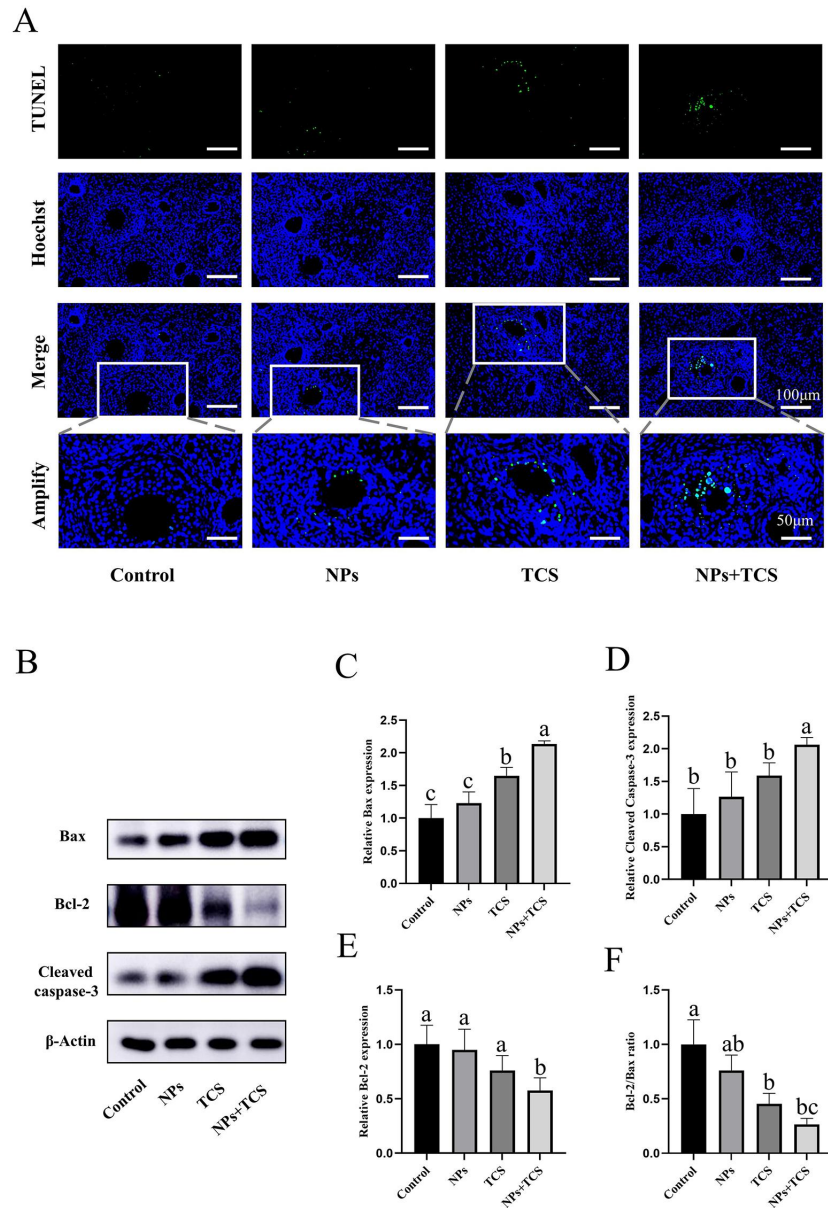 A
TUNEL
Hoechst
Merge
100μm
Amplify
50μm
Control NPs TCS NPs+TCS
B
Bax
Bcl-2
Cleaved
caspase-3
β-Actin
Control NPs TCS NPs+TCS
C
Relative Bax expression
2.5
2.0
1.5
1.0
0.5
0.0
c c b a
Control NPs TCS NPs+TCS
D
Relative Cleaved Caspase-3 expression
2.5
2.0
1.5
1.0
0.5
0.0
b b b a
Control NPs TCS NPs+TCS
E
Relative Bcl-2 expression
1.5
1.0
0.5
0.0
a a a b
Control NPs TCS NPs+TCS
F
Bcl-2/Bax ratio
1.5
1.0
0.5
0.0
a ab b bc
Control NPs TCS NPs+TCS